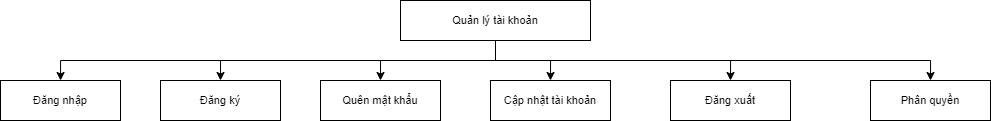 Quản lý tài khoản
Đăng nhập
Đăng ký
Quên mật khẩu
Cập nhật tài khoản
Đăng xuất
Phân quyền